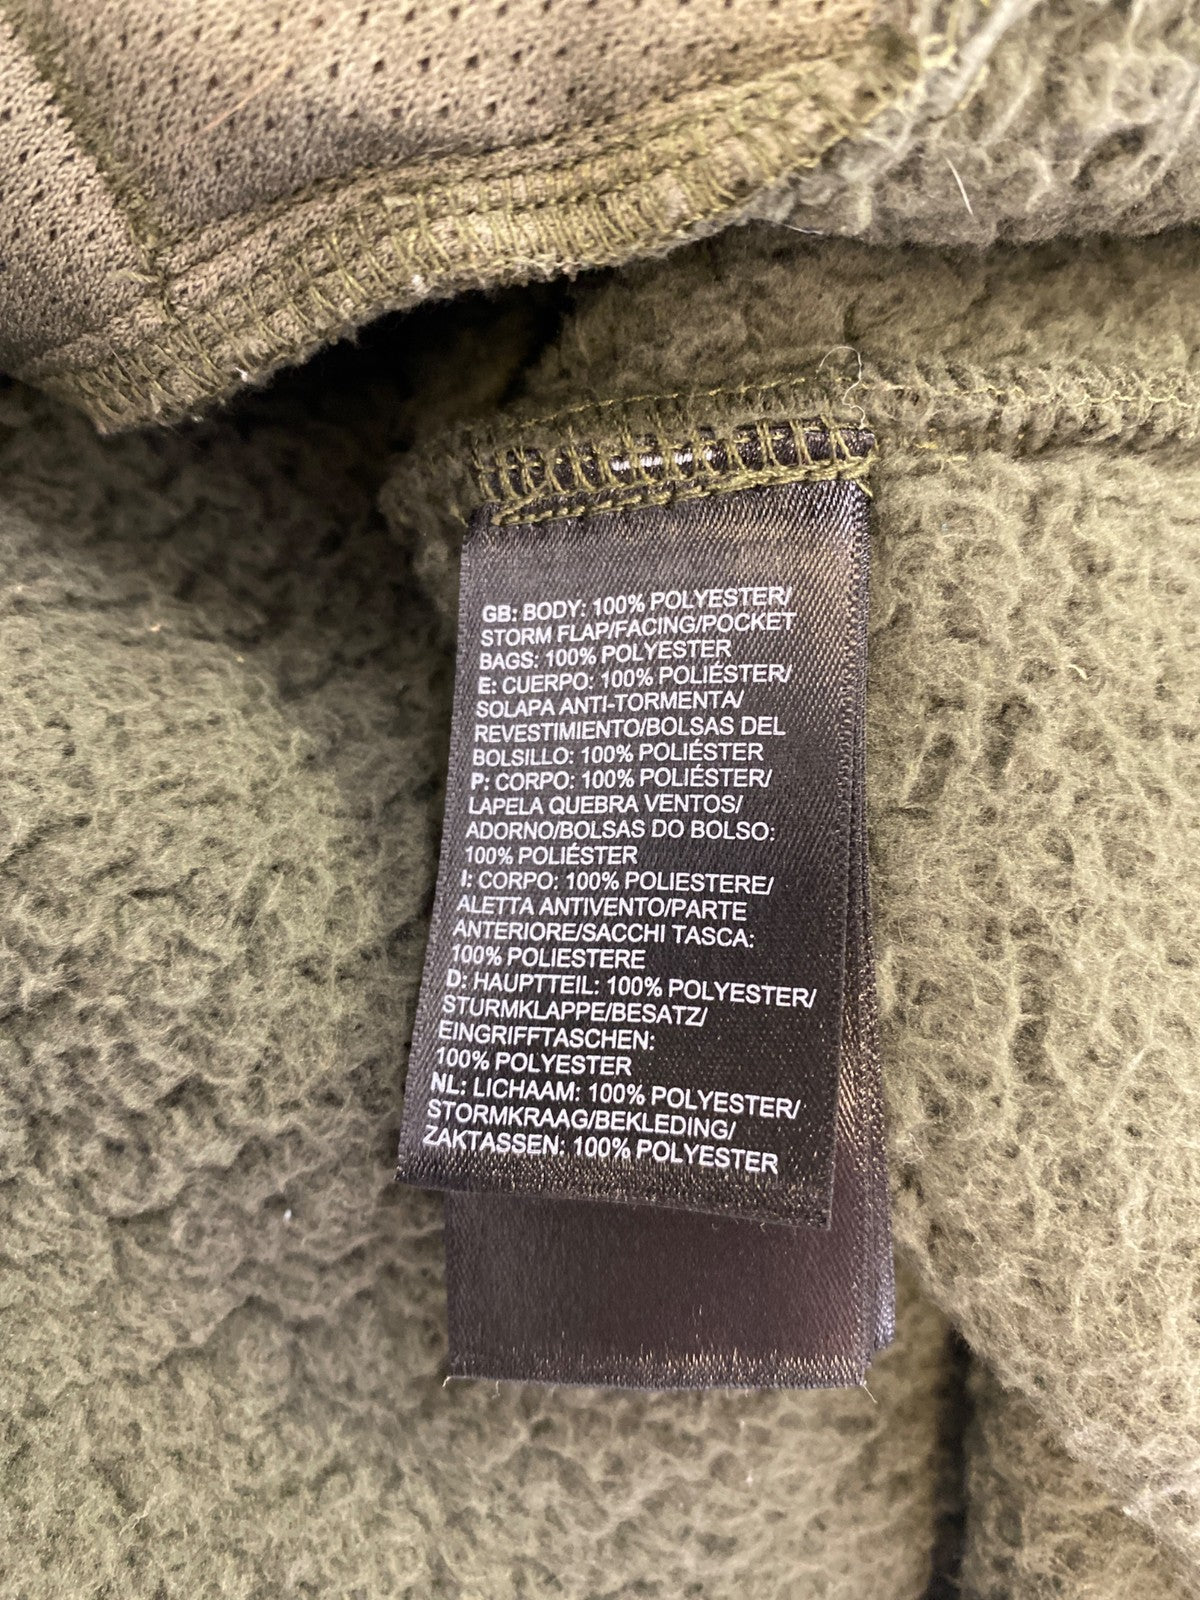 GB: BODY: 100% POLYESTER/
STORM FLAP/FACING/POCKET
BAGS: 100% POLYESTER
E: CUERPO: 100% POLIÉSTER/
SOLAPA ANTI-TORMENTA/
REVESTIMIENTO/BOLSAS DEL
BOLSILLO: 100% POLIÉSTER
P: CORPO: 100% POLIÉSTER/
LAPELA QUEBRA VENTOS/
ADORNO/BOLSAS DO BOLSO:
100% POLIÉSTER
I: CORPO: 100% POLIESTERE/
ALETTA ANTIVENTO/PARTE
ANTERIORE/SACCHI TASCA:
100% POLIESTERE
D: HAUPTTEIL: 100% POLYESTER/
STURMKLAPPE/BESATZ/
EINGRIFFTASCHEN:
100% POLYESTER
NL: LICHAAM: 100% POLYESTER/
STORMKRAAG/BEKLEDING/
ZAKTASSEN: 100% POLYESTER